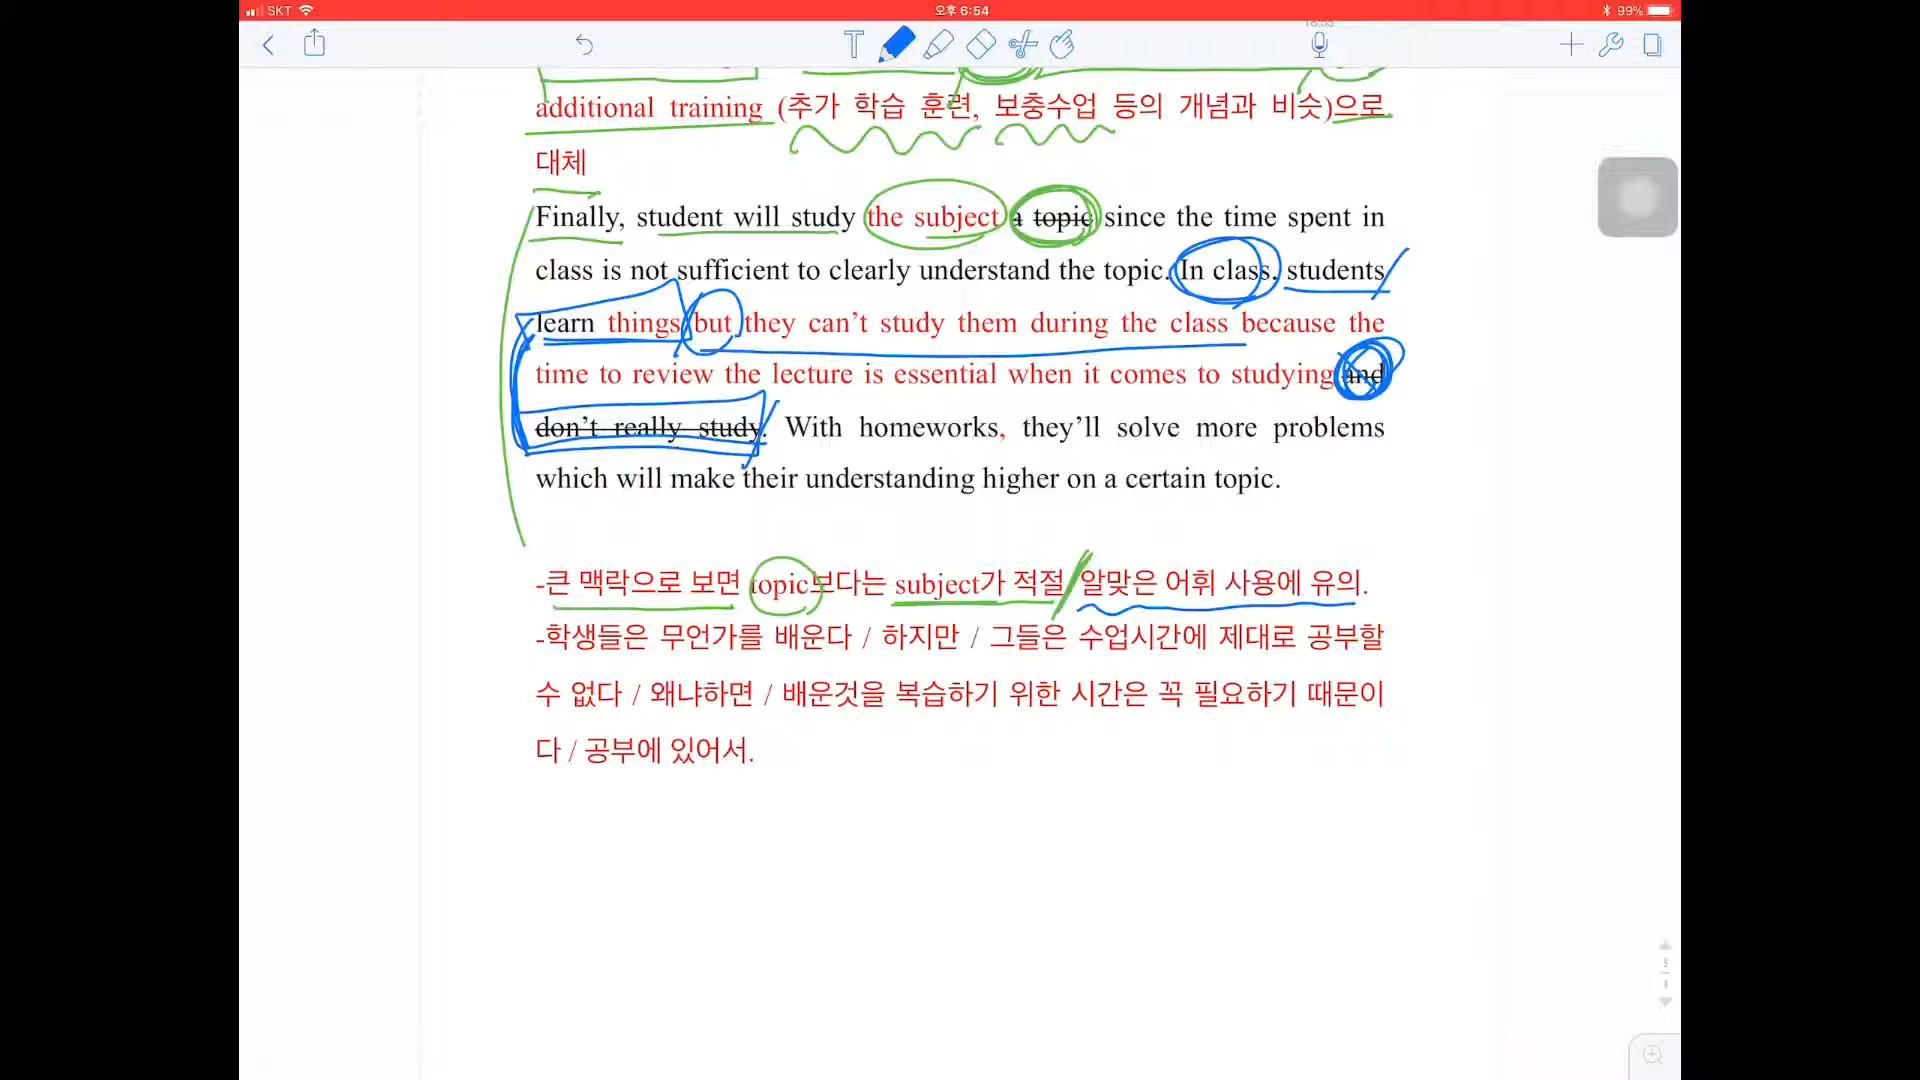 SKT 오후 6:54 99%
T
additional training (추가 학습 훈련, 보충수업 등의 개념과 비슷)으로
대체
Finally, student will study the subject a topic since the time spent in
class is not sufficient to clearly understand the topic. In class, students
learn things but they can't study them during the class because the
time to review the lecture is essential when it comes to studying and
don't really study. With homeworks, they'll solve more problems
which will make their understanding higher on a certain topic.
-큰 맥락으로 보면 topic보다는 subject가 적절 알맞은 어휘 사용에 유의.
-학생들은 무언가를 배운다 / 하지만 / 그들은 수업시간에 제대로 공부할
수 없다 / 왜냐하면 / 배운것을 복습하기 위한 시간은 꼭 필요하기 때문이
다 / 공부에 있어서.